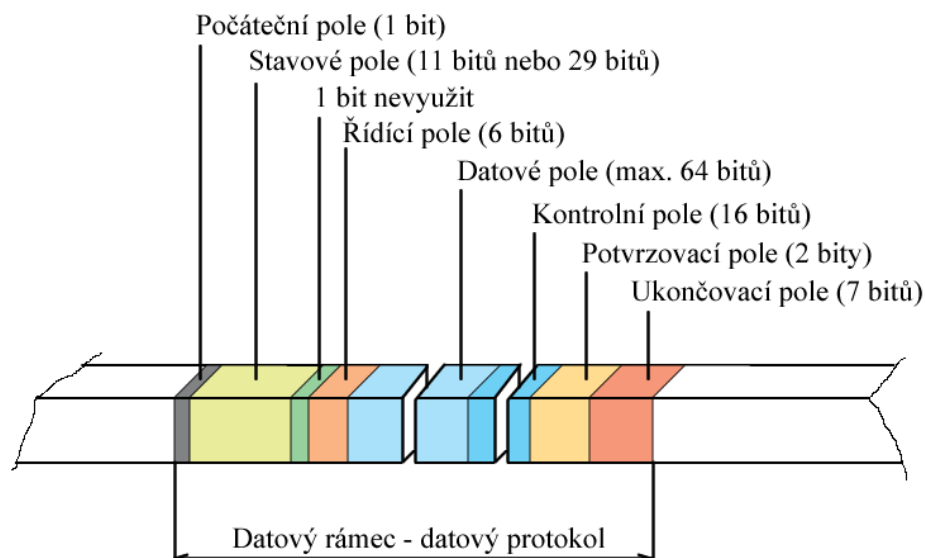 Počáteční pole (1 bit)
Stavové pole (11 bitů nebo 29 bitů)
1 bit nevyužit
Řídící pole (6 bitů)
Datové pole (max. 64 bitů)
Kontrolní pole (16 bitů)
Potvrzovací pole (2 bity)
Ukončovací pole (7 bitů)
Datový rámec - datový protokol